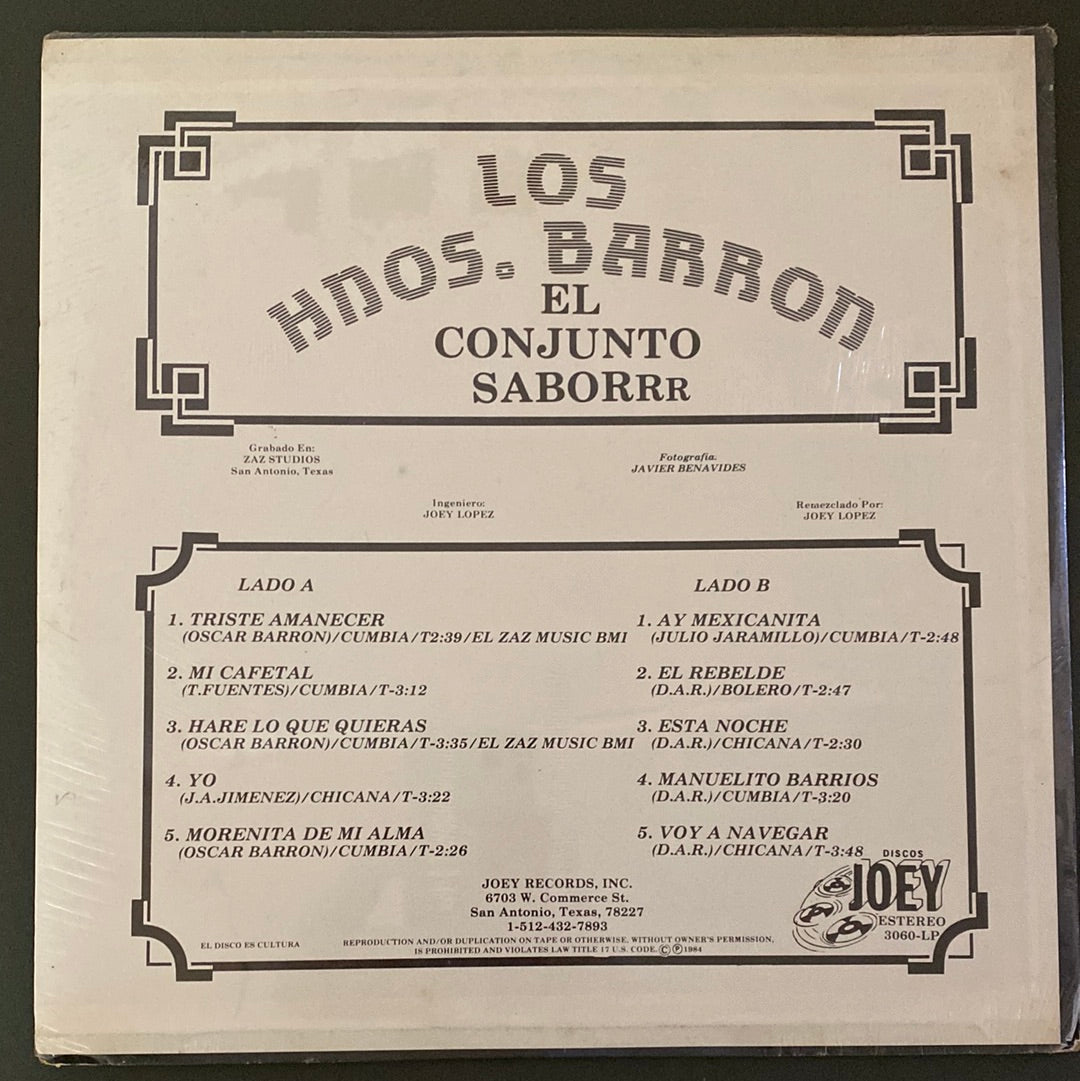 LOS
HNOS. BARRON
EL
CONJUNTO
SABORRR
Grabado En:
ZAZ STUDIOS
San Antonio, Texas
Fotografia.
JAVIER BENAVIDES
Ingeniero:
JOEY LOPEZ
Remezclado Por:
JOEY LOPEZ
LADO A
1. TRISTE AMANECER
(OSCAR BARRON)/CUMBIA/T2:39/EL ZAZ MUSIC BMI
2. MI CAFETAL
(T.FUENTES)/CUMBIA/T-3:12
3. HARE LO QUE QUIERAS
(OSCAR BARRON)/CUMBIA/T-3:35/EL ZAZ MUSIC BMI
4. YO
(J.A.JIMENEZ)/CHICANA/T-3:22
5. MORENITA DE MI ALMA
(OSCAR BARRON)/CUMBIA/T-2:26
LADO B
1. AY MEXICANITA
(JULIO JARAMILLO)/CUMBIA/T-2:48
2. EL REBELDE
(D.A.R.)/BOLERO/T-2:47
3. ESTA NOCHE
(D.A.R.)/CHICANA/T-2:30
4. MANUELITO BARRIOS
(D.A.R.)/CUMBIA/T-3:20
5. VOY A NAVEGAR
(D.A.R.)/CHICANA/T-3:48
JOEY RECORDS, INC.
6703 W. Commerce St.
San Antonio, Texas, 78227
1-512-432-7893
EL DISCO ES CULTURA
REPRODUCTION AND/OR DUPLICATION ON TAPE OR OTHERWISE, WITHOUT OWNER'S PERMISSION,
IS PROHIBITED AND VIOLATES LAW TITLE 17 U.S. CODE. Ⓒ Ⓟ 1984
DISCOS
JOEY
ESTEREO
3060-LP